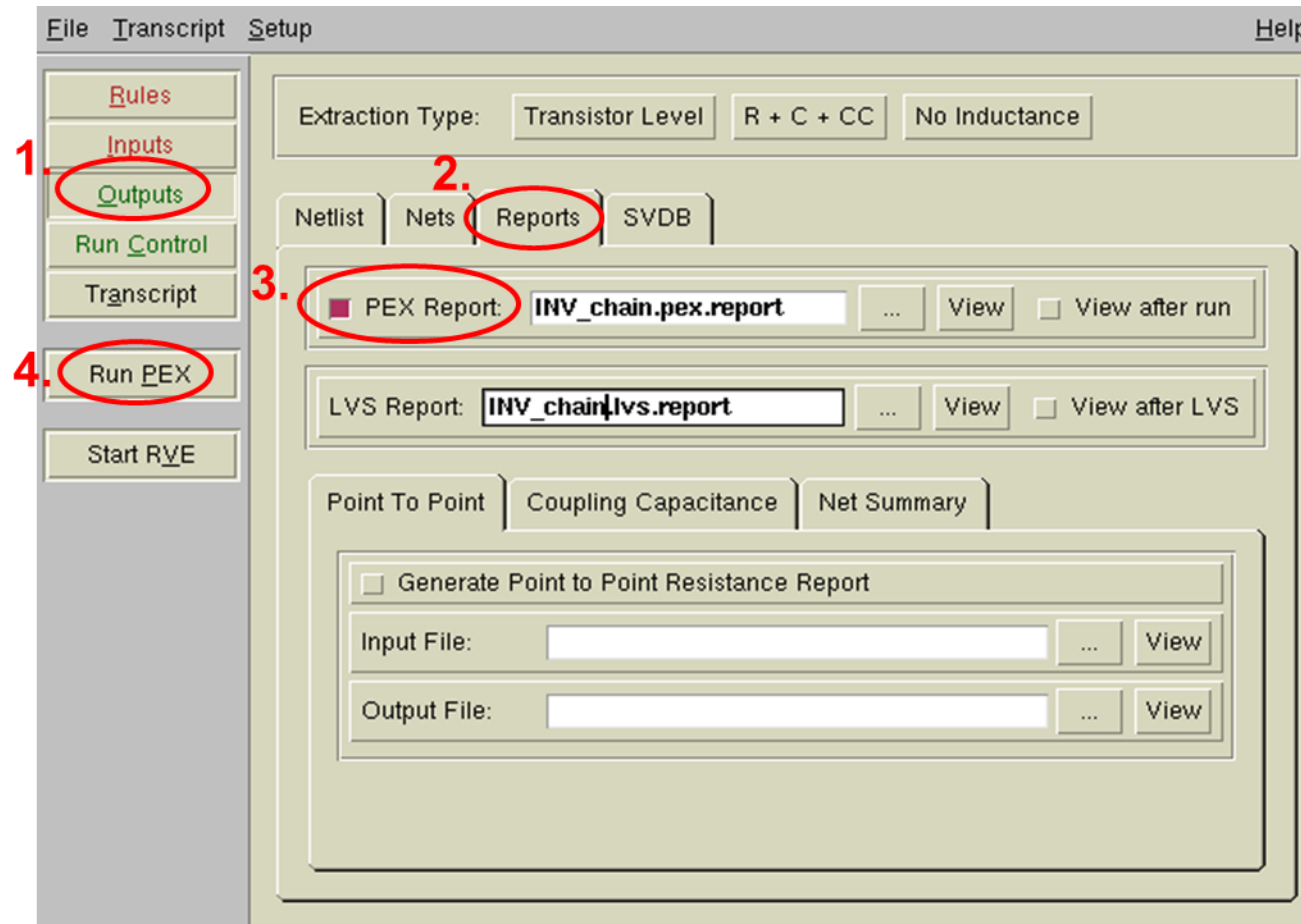 File Transcript Setup Help
Rules
Inputs
1.
Outputs
Run Control
Transcript
4.
Run PEX
Start RVE
Extraction Type: Transistor Level R + C + CC No Inductance
2.
Netlist Nets Reports SVDB
3.
PEX Report: INV_chain.pex.report ... View View after run
LVS Report: INV_chain.lvs.report ... View View after LVS
Point To Point Coupling Capacitance Net Summary
Generate Point to Point Resistance Report
Input File: ... View
Output File: ... View